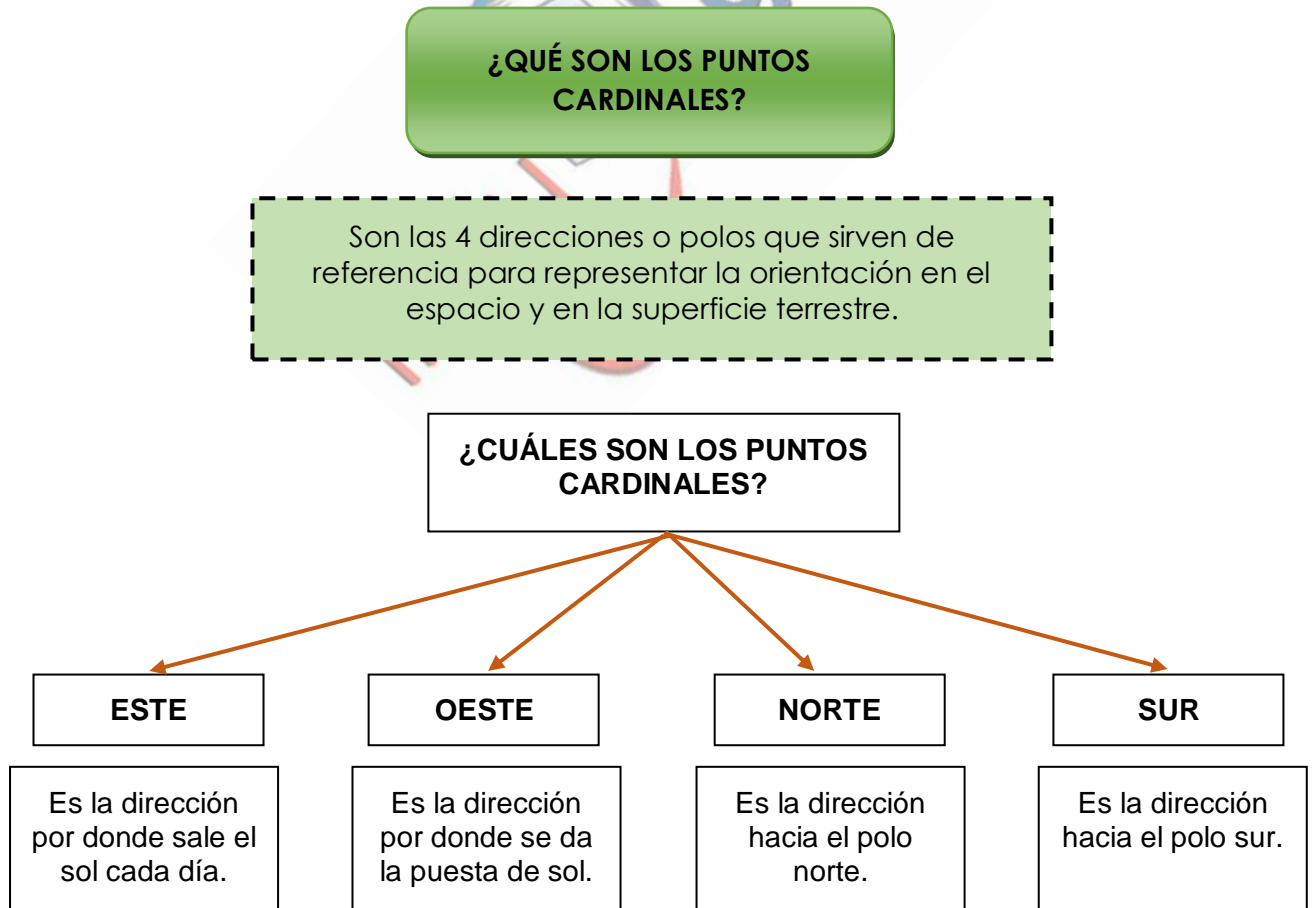 ¿QUÉ SON LOS PUNTOS
CARDINALES?
Son las 4 direcciones o polos que sirven de
referencia para representar la orientación en el
espacio y en la superficie terrestre.
¿CUÁLES SON LOS PUNTOS
CARDINALES?
ESTE
OESTE
NORTE
SUR
Es la dirección
por donde sale el
sol cada día.
Es la dirección
por donde se da
la puesta de sol.
Es la dirección
hacia el polo
norte.
Es la dirección
hacia el polo sur.